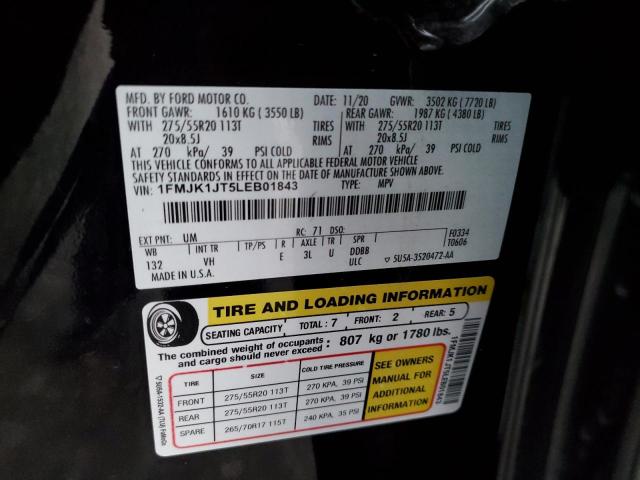 MFD. BY FORD MOTOR CO. DATE: 11/20 GVWR: 3502 KG ( 7720 LB)
FRONT GAWR: 1610 KG ( 3550 LB) REAR GAWR: 1987 KG ( 4380 LB)
WITH 275/55R20 113T TIRES WITH 275/55R20 113T TIRES
20x8.5J RIMS 20x8.5J RIMS
AT 270 kPa/ 39 PSI COLD AT 270 kPa/ 39 PSI COLD
THIS VEHICLE CONFORMS TO ALL APPLICABLE FEDERAL MOTOR VEHICLE
SAFETY STANDARDS IN EFFECT ON THE DATE OF MANUFACTURE SHOWN ABOVE.
VIN: 1FMJK1JT5LEB01843 TYPE: MPV
EXT PNT: UM RC: 71 DSO: F0334
WB INT TR TP/PS R AXLE TR SPR T0606
132 VH E 3L U DDBB
MADE IN U.S.A. ULC ▽ 5U5A-3520472-AA
TIRE AND LOADING INFORMATION
SEATING CAPACITY TOTAL: 7 FRONT: 2 REAR: 5
The combined weight of occupants and cargo should never exceed: 807 kg or 1780 lbs.
TIRE SIZE COLD TIRE PRESSURE
FRONT 275/55R20 113T 270 KPA, 39 PSI
REAR 275/55R20 113T 270 KPA, 39 PSI
SPARE 265/70R17 115T 240 KPA, 35 PSI
SEE OWNERS
MANUAL FOR
ADDITIONAL
INFORMATION
1FMJK1JT5LEB01843